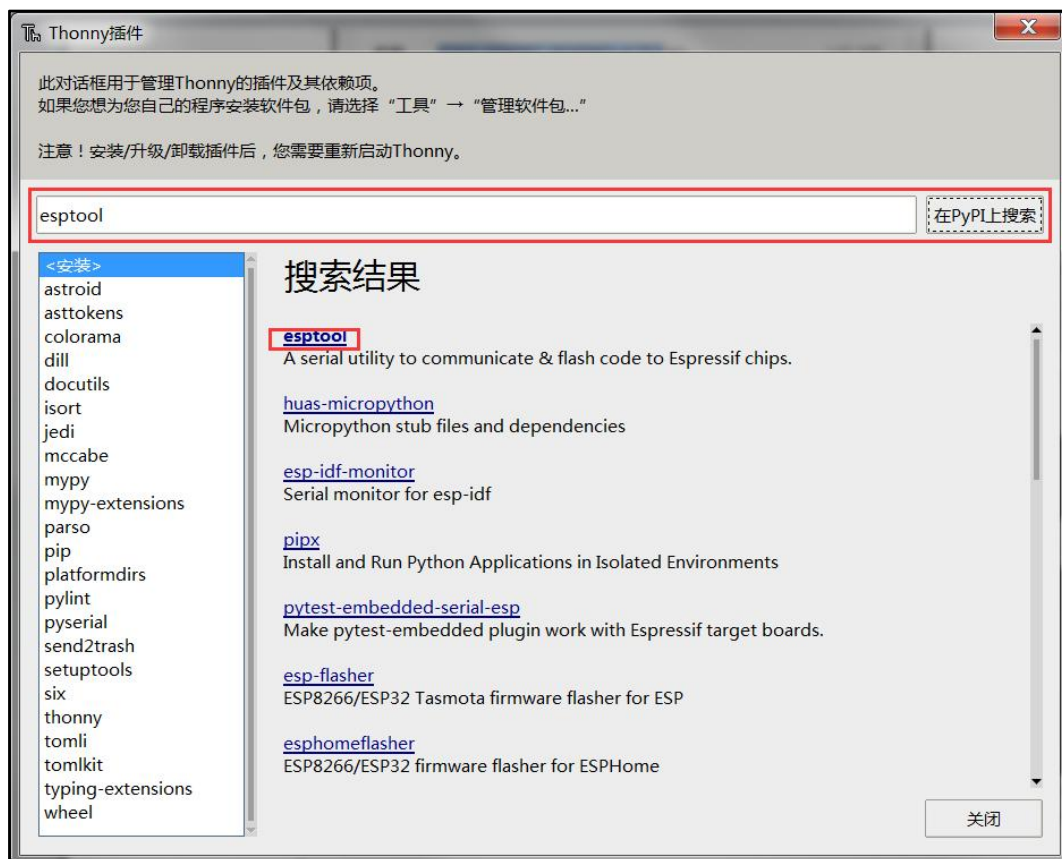 Thonny插件
此对话框用于管理Thonny的插件及其依赖项。
如果您想为您自己的程序安装软件包，请选择“工具”→“管理软件包...”
注意！安装/升级/卸载插件后，您需要重新启动Thonny。
esptool
在PyPI上搜索
<安装>
astroid
asttokens
colorama
dill
docutils
isort
jedi
mccabe
mypy
mypy-extensions
parso
pip
platformdirs
pylint
pyserial
send2trash
setuptools
six
thonny
tomli
tomlkit
typing-extensions
wheel
搜索结果
esptool
A serial utility to communicate & flash code to Espressif chips.
huas-micropython
Micropython stub files and dependencies
esp-idf-monitor
Serial monitor for esp-idf
pipx
Install and Run Python Applications in Isolated Environments
pytest-embedded-serial-esp
Make pytest-embedded plugin work with Espressif target boards.
esp-flasher
ESP8266/ESP32 Tasmota firmware flasher for ESP
esphomeflasher
ESP8266/ESP32 firmware flasher for ESPHome
关闭